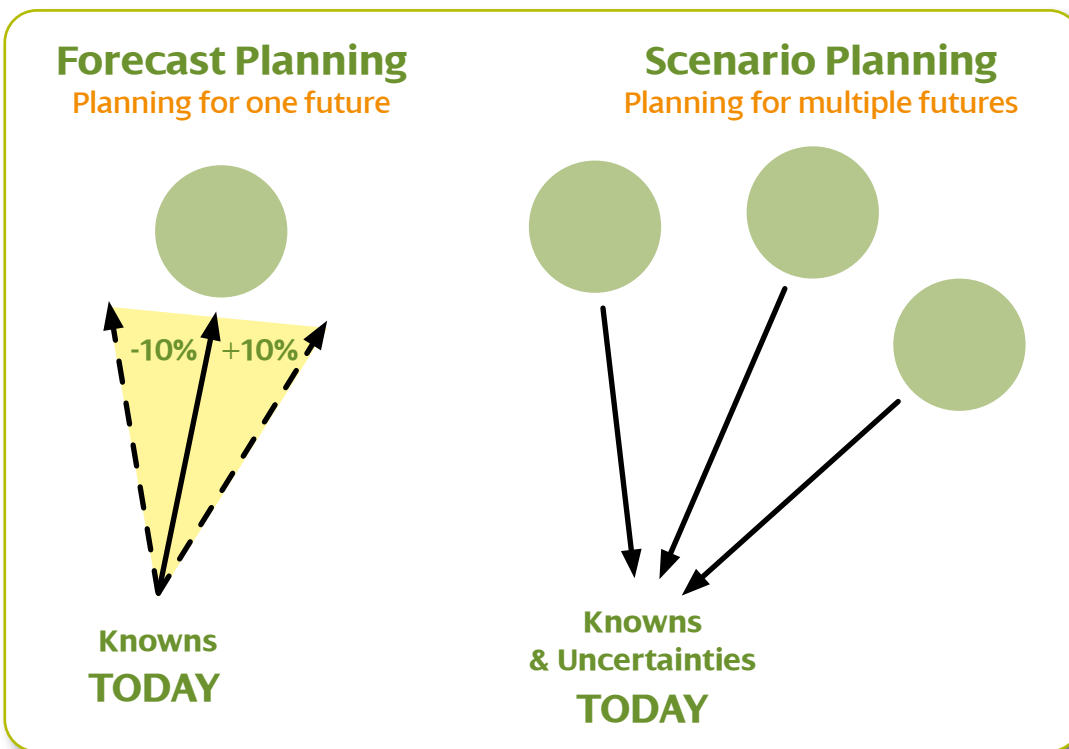 Forecast Planning
Planning for one future
-10%
+10%
Knowns
TODAY
Scenario Planning
Planning for multiple futures
Knowns
& Uncertainties
TODAY